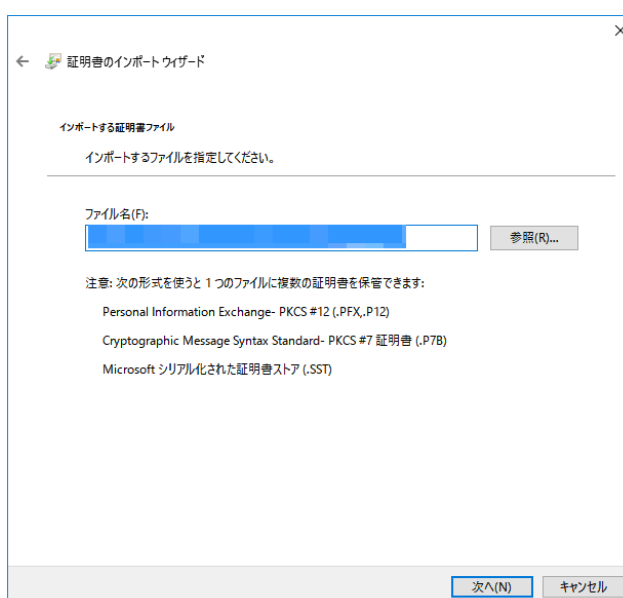 証明書のインポート ウィザード
インポートする証明書ファイル
インポートするファイルを指定してください。
ファイル名(F):
参照(R)...
注意: 次の形式を使うと 1 つのファイルに複数の証明書を保管できます:
Personal Information Exchange- PKCS #12 (.PFX,.P12)
Cryptographic Message Syntax Standard- PKCS #7 証明書 (.P7B)
Microsoft シリアル化された証明書ストア (.SST)
次へ(N) キャンセル